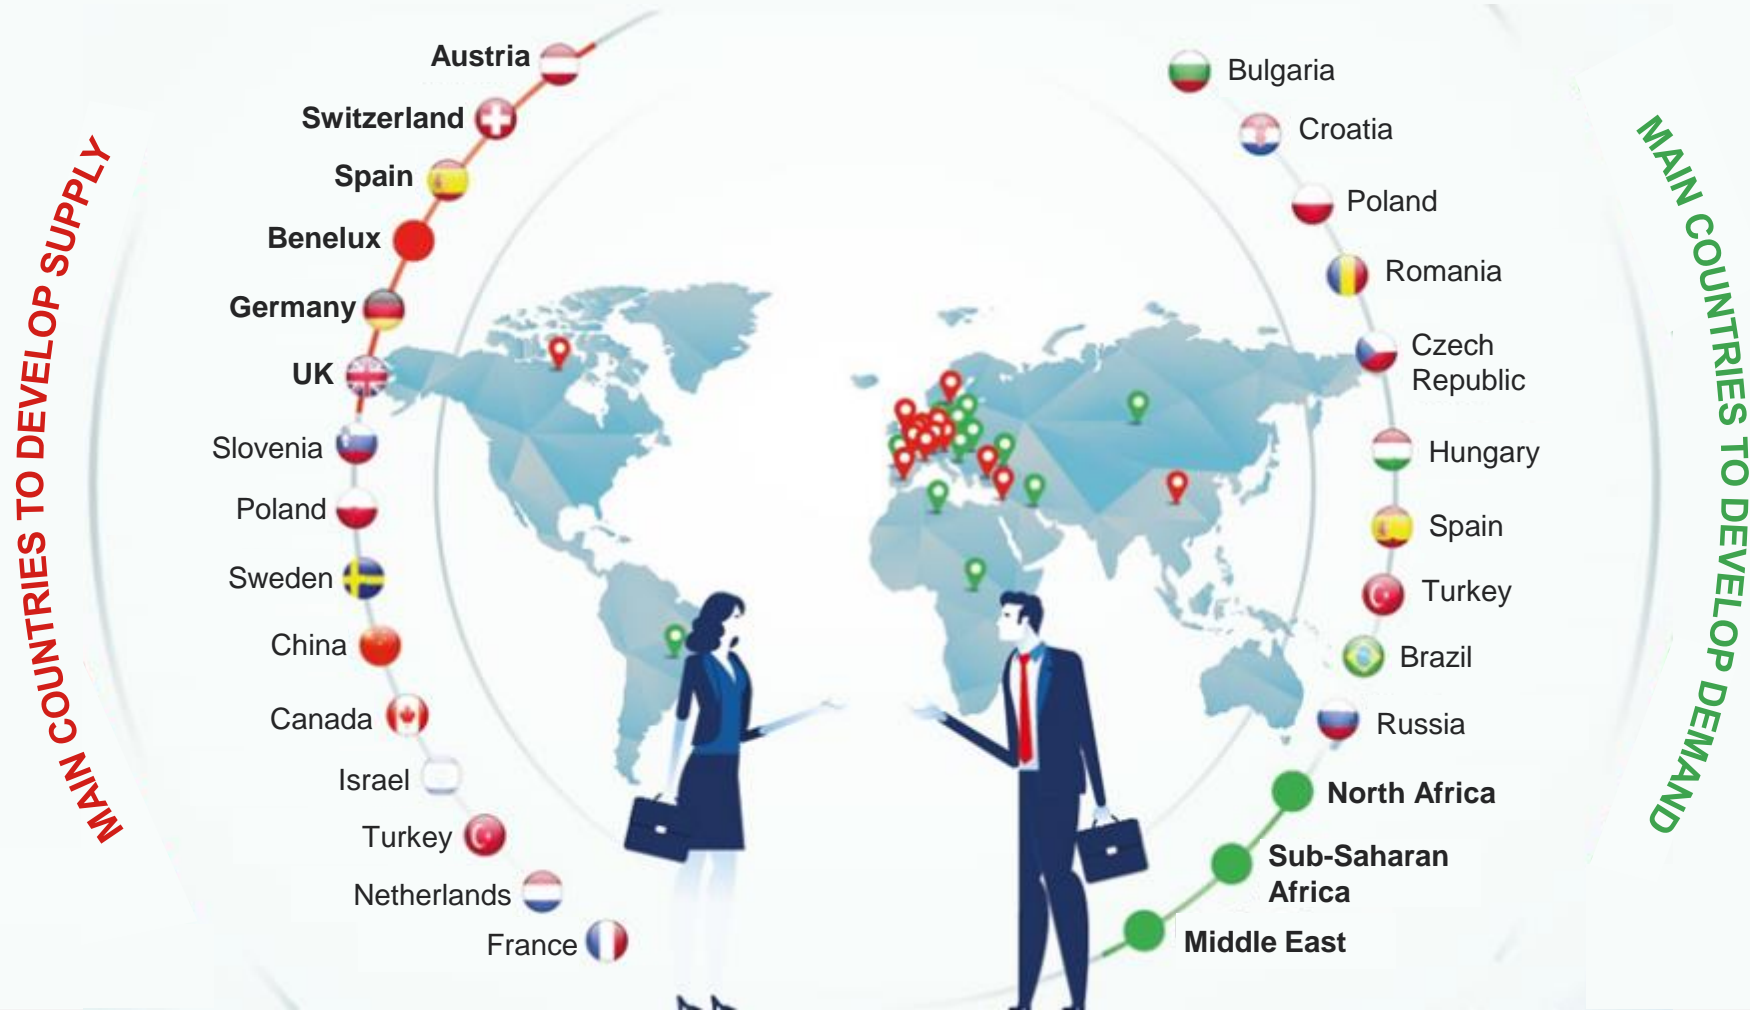 MAIN COUNTRIES TO DEVELOP SUPPLY
Austria
Switzerland
Spain
Benelux
Germany
UK
Slovenia
Poland
Sweden
China
Canada
Israel
Turkey
Netherlands
France
Bulgaria
Croatia
Poland
Romania
Czech
Republic
Hungary
Spain
Turkey
Brazil
Russia
North Africa
Sub-Saharan
Africa
Middle East
MAIN COUNTRIES TO DEVELOP DEMAND